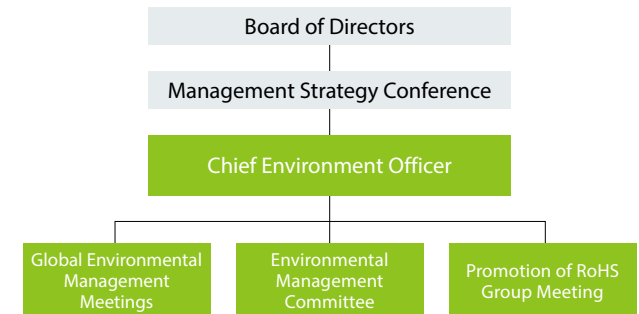 Board of Directors
Management Strategy Conference
Chief Environment Officer
Global Environmental
Management
Meetings
Environmental
Management
Committee
Promotion of RoHS
Group Meeting